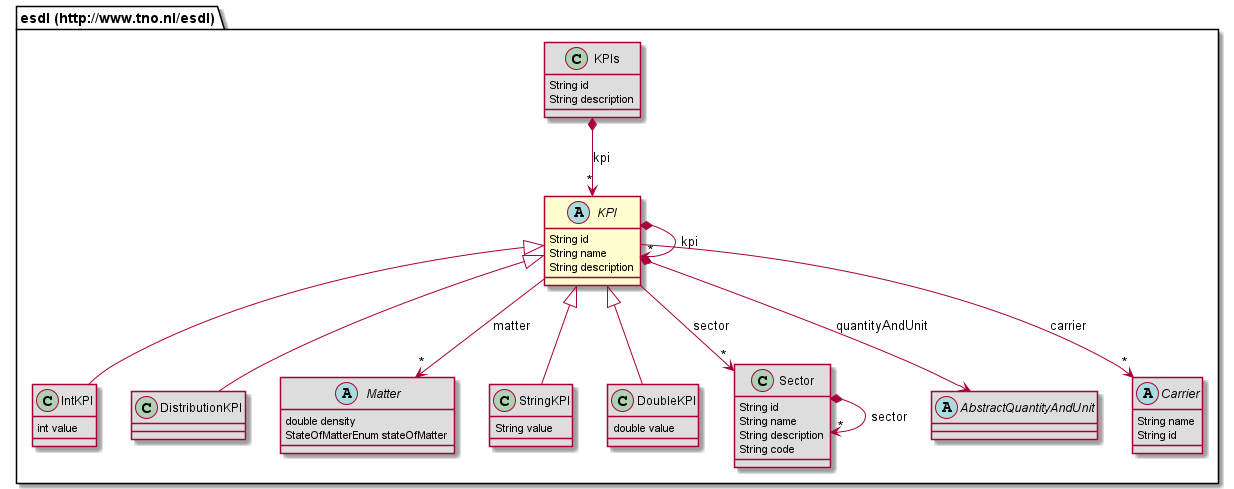 esdl (http://www.tno.nl/esdl)
C KPIs
String id
String description
kpi
*
A KPI
String id
String name
String description
kpi
*
matter
sector
quantityAndUnit
carrier
*
*
*
C IntKPI
int value
C DistributionKPI
A Matter
double density
StateOfMatterEnum stateOfMatter
C StringKPI
String value
C DoubleKPI
double value
C Sector
String id
String name
String description
String code
sector
*
A AbstractQuantityAndUnit
A Carrier
String name
String id